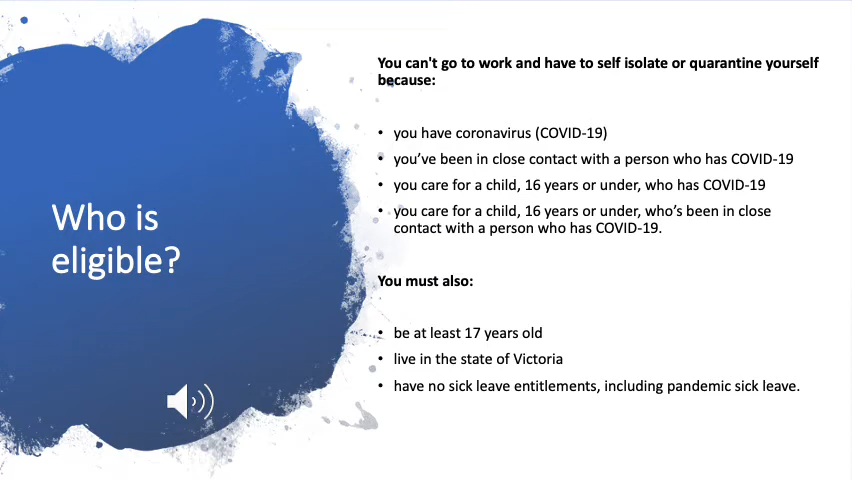 Who is
eligible?
You can't go to work and have to self isolate or quarantine yourself
because:
• you have coronavirus (COVID-19)
• you’ve been in close contact with a person who has COVID-19
• you care for a child, 16 years or under, who has COVID-19
• you care for a child, 16 years or under, who’s been in close
contact with a person who has COVID-19.
You must also:
• be at least 17 years old
• live in the state of Victoria
• have no sick leave entitlements, including pandemic sick leave.